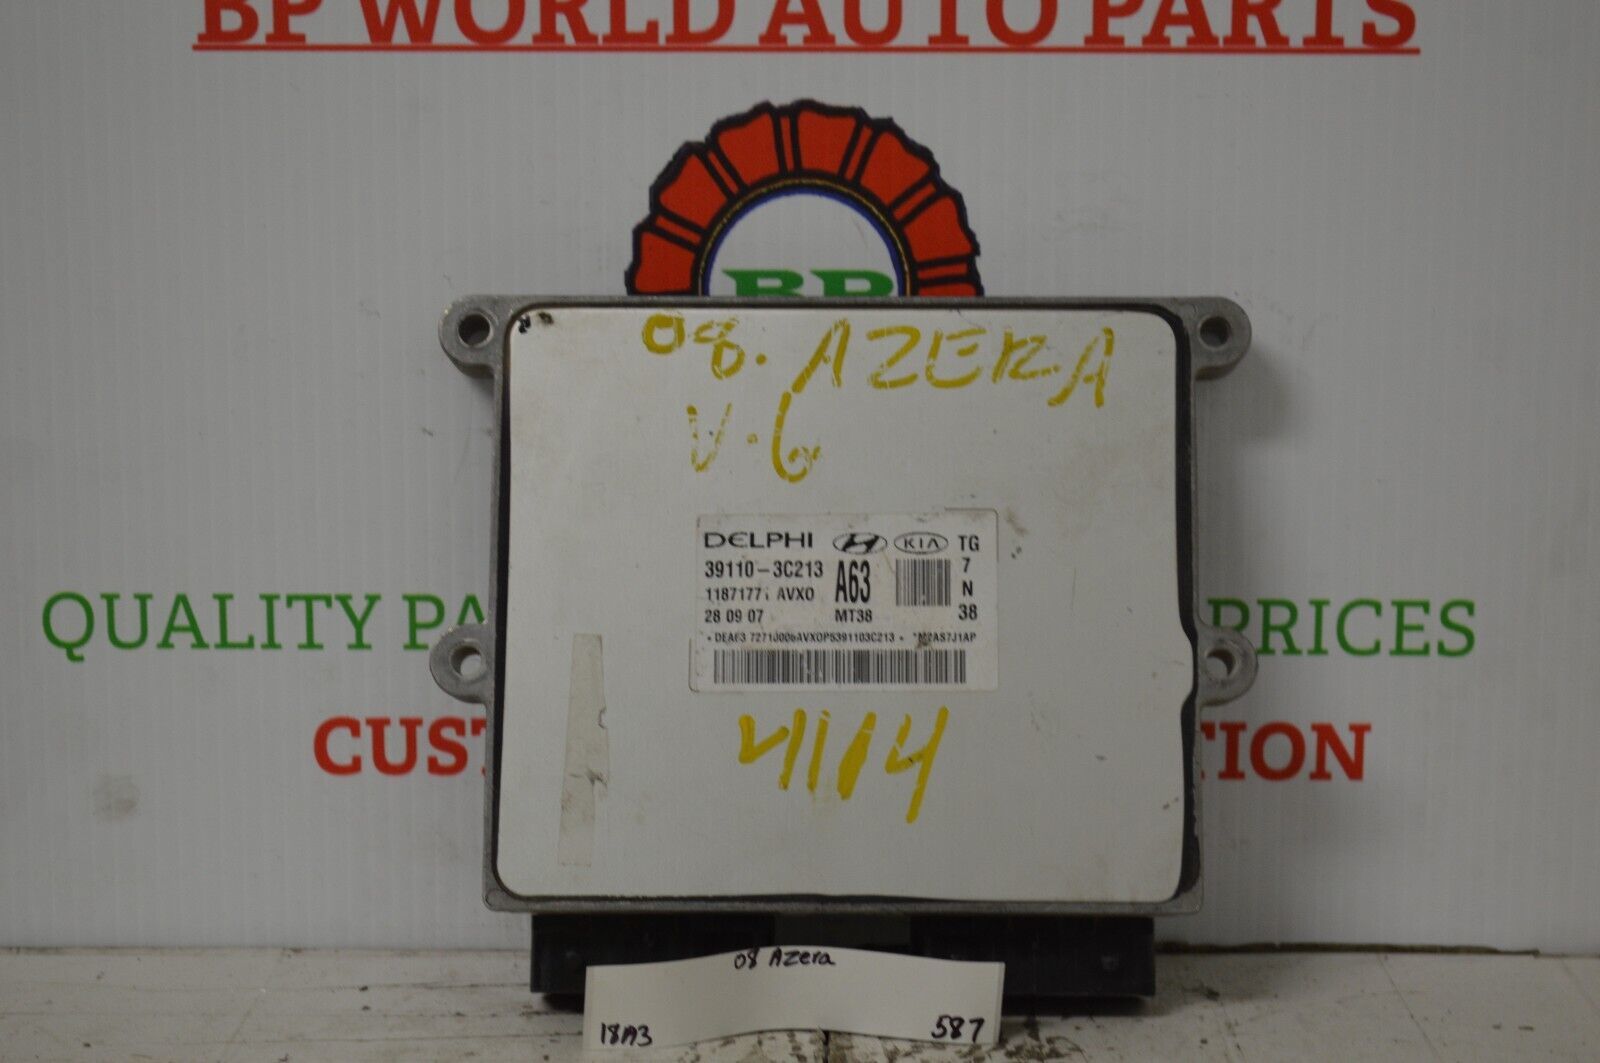 BP WORLD AUTO PARTS
BP
08. AZERA
V.6
DELPHI KIA TG
39110-3C213 A63 7
11871771 AVXO N
28 09 07 MT38 38
QUALITY PA PRICES
CUST TION
4114
08 Azera
18A3 587